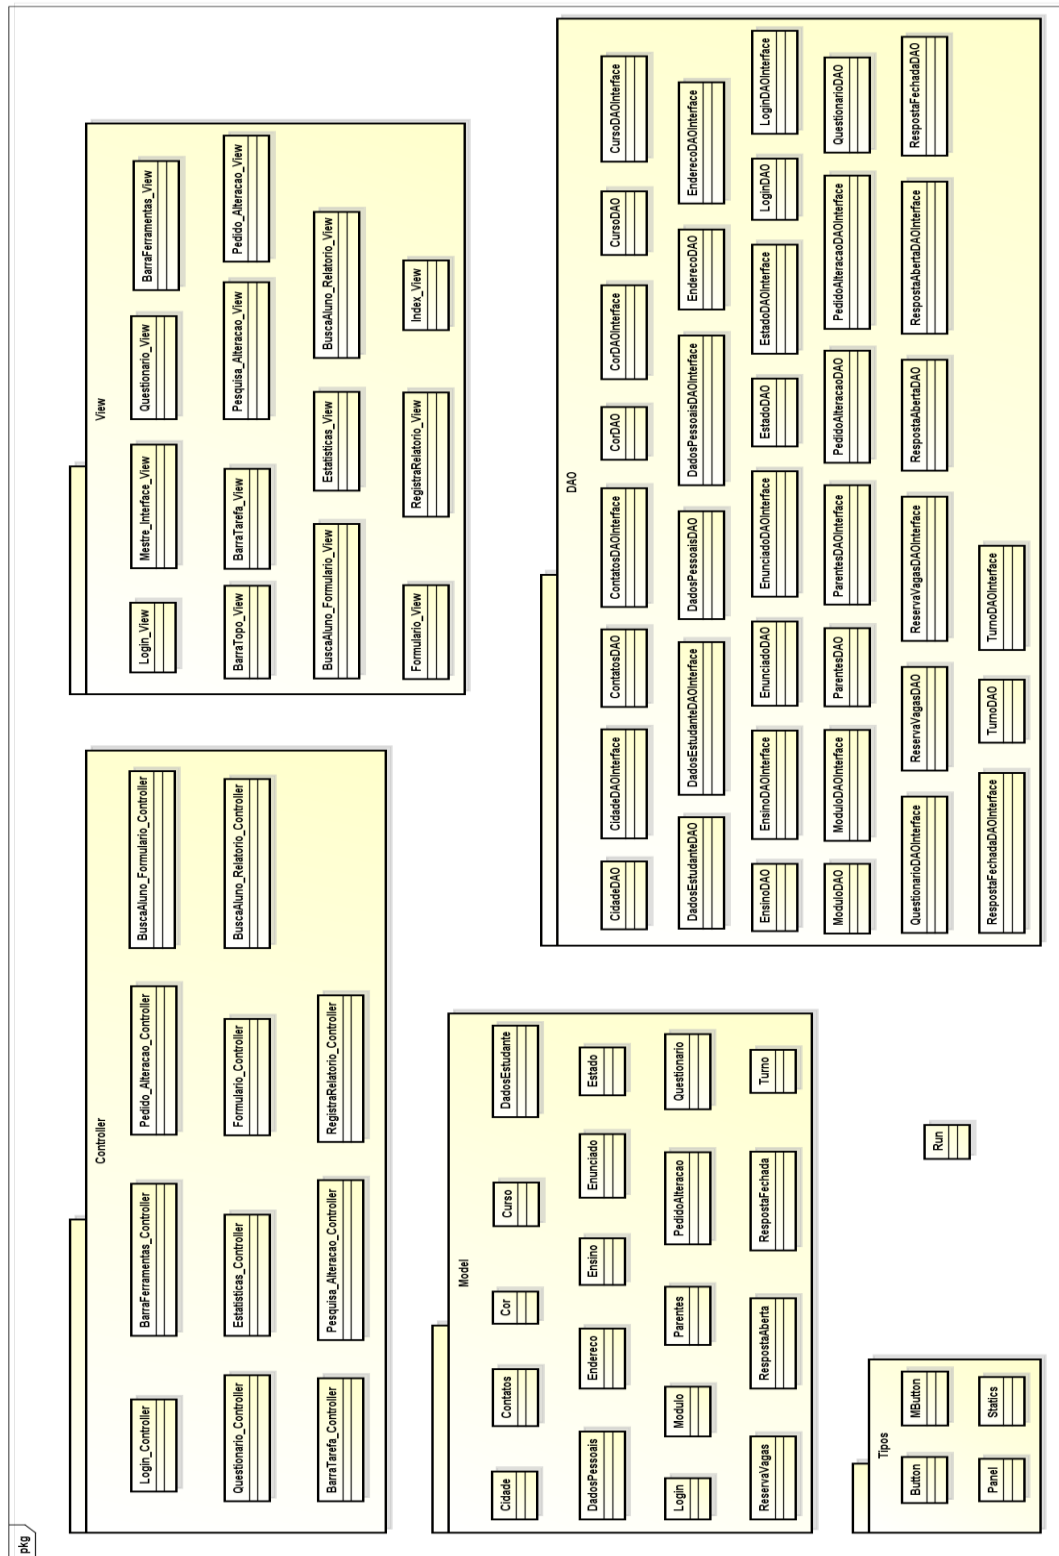 pkg
Controller
Login_Controller
BarraFerramentas_Controller
Pedido_Alteracao_Controller
BuscaAluno_Formulario_Controller
Questionario_Controller
Estatisticas_Controller
Formulario_Controller
BuscaAluno_Relatorio_Controller
BarraTarefa_Controller
Pesquisa_Alteracao_Controller
RegistraRelatorio_Controller
View
Login_View
Mestre_Interface_View
Questionario_View
BarraFerramentas_View
BarraTopo_View
BarraTarefa_View
Pesquisa_Alteracao_View
Pedido_Alteracao_View
BuscaAluno_Formulario_View
Estatisticas_View
BuscaAluno_Relatorio_View
Formulario_View
RegistraRelatorio_View
Index_View
Model
Cidade
Contatos
Cor
Curso
DadosEstudante
DadosPessoais
Endereco
Ensino
Enunciado
Estado
Login
Modulo
Parentes
PedidoAlteracao
Questionario
ReservaVagas
RespostaAberta
RespostaFechada
Turno
DAO
CidadeDAO
CidadeDAOInterface
ContatosDAO
ContatosDAOInterface
CorDAO
CorDAOInterface
CursoDAO
CursoDAOInterface
DadosEstudanteDAO
DadosEstudanteDAOInterface
DadosPessoaisDAO
DadosPessoaisDAOInterface
EnderecoDAO
EnderecoDAOInterface
EnsinoDAO
EnsinoDAOInterface
EnunciadoDAO
EnunciadoDAOInterface
EstadoDAO
EstadoDAOInterface
LoginDAO
LoginDAOInterface
ModuloDAO
ModuloDAOInterface
ParentesDAO
ParentesDAOInterface
PedidoAlteracaoDAO
PedidoAlteracaoDAOInterface
QuestionarioDAO
QuestionarioDAOInterface
ReservaVagasDAO
ReservaVagasDAOInterface
RespostaAbertaDAO
RespostaAbertaDAOInterface
RespostaFechadaDAO
RespostaFechadaDAOInterface
TurnoDAO
TurnoDAOInterface
Tipos
Button
MButton
Panel
Statics
Run